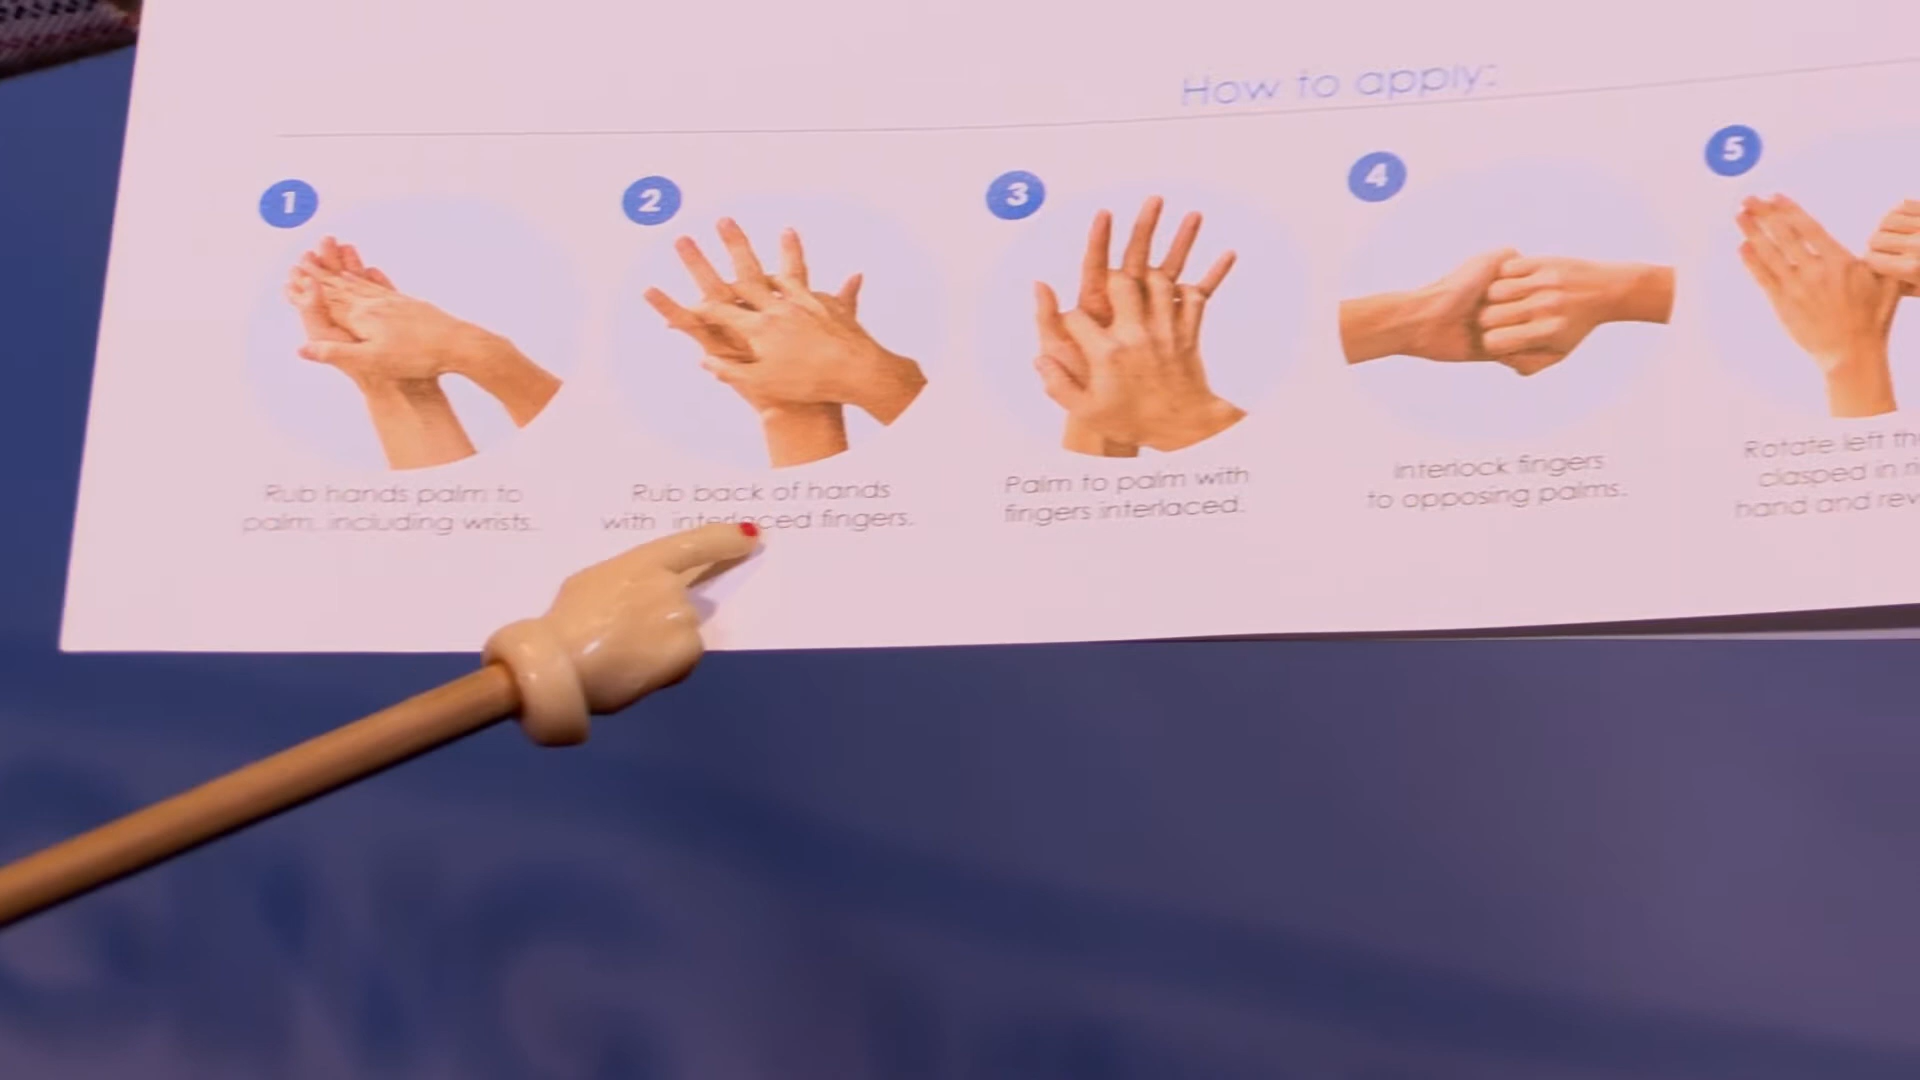 How to apply:
1
2
3
4
5
Rub hands palm to
palm, including wrists.
Rub back of hands
with interlaced fingers.
Palm to palm with
fingers interlaced.
Interlock fingers
to opposing palms.
Rotate left
clasped in
hand and